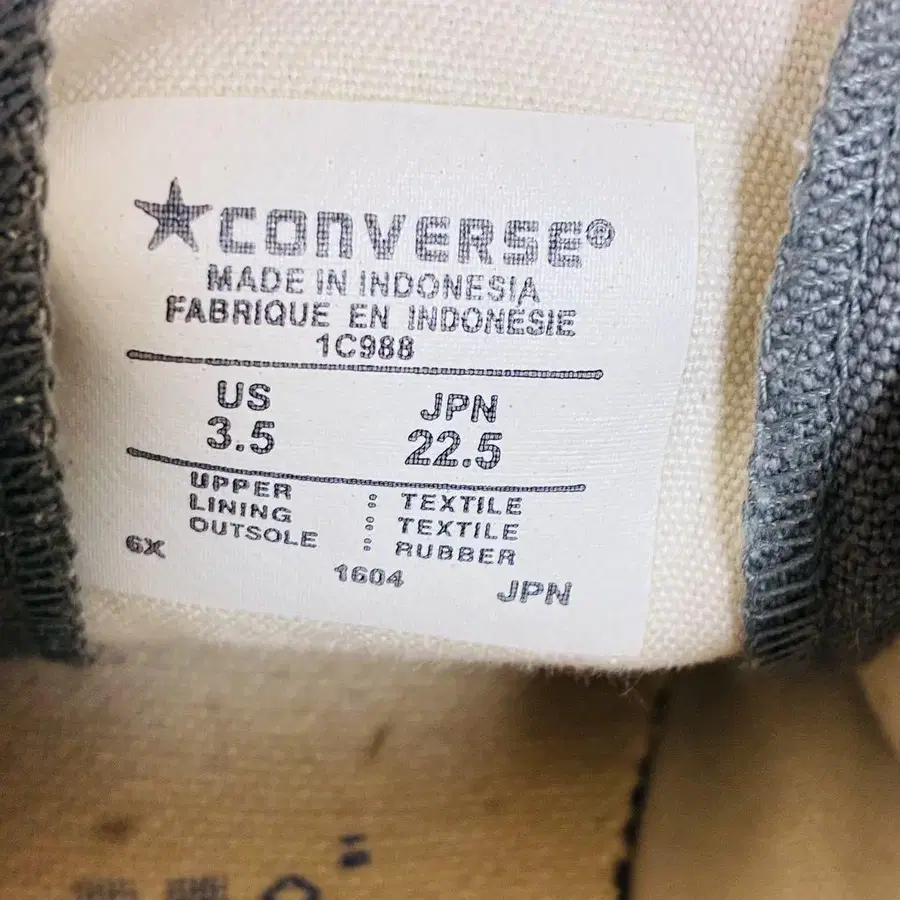 CONVERSE®
MADE IN INDONESIA
FABRIQUE EN INDONESIE
1C988
US JPN
3.5 22.5
UPPER : TEXTILE
LINING : TEXTILE
OUTSOLE : RUBBER
6X 1604 JPN